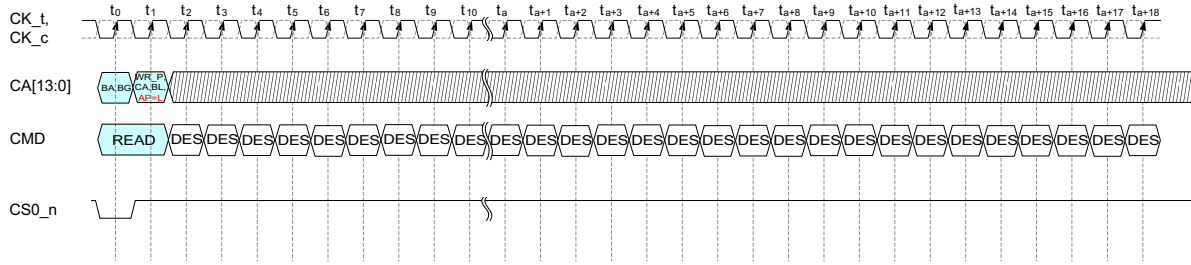 CK_t,
CK_c
t0 t1 t2 t3 t4 t5 t6 t7 t8 t9 t10 ta ta+1 ta+2 ta+3 ta+4 ta+5 ta+6 ta+7 ta+8 ta+9 ta+10 ta+11 ta+12 ta+13 ta+14 ta+15 ta+16 ta+17 ta+18
CA[13:0]
BA,BG
WR_P,
CA,BL,
AP=L
CMD
READ DES DES DES DES DES DES DES DES DES DES DES DES DES DES DES DES DES DES DES DES DES DES DES DES DES DES DES DES
CS0_n